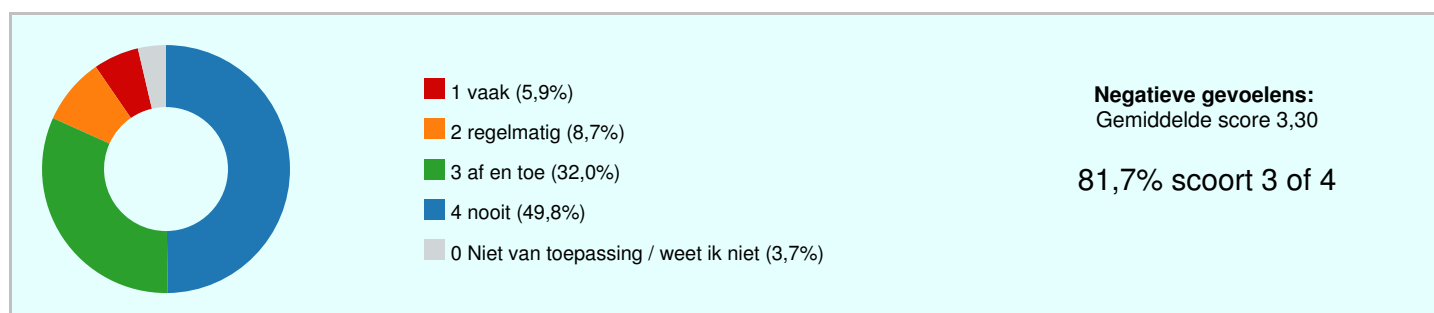 1 vaak (5,9%)
2 regelmatig (8,7%)
3 af en toe (32,0%)
4 nooit (49,8%)
0 Niet van toepassing / weet ik niet (3,7%)
Negatieve gevoelens:
Gemiddelde score 3,30
81,7% scoort 3 of 4